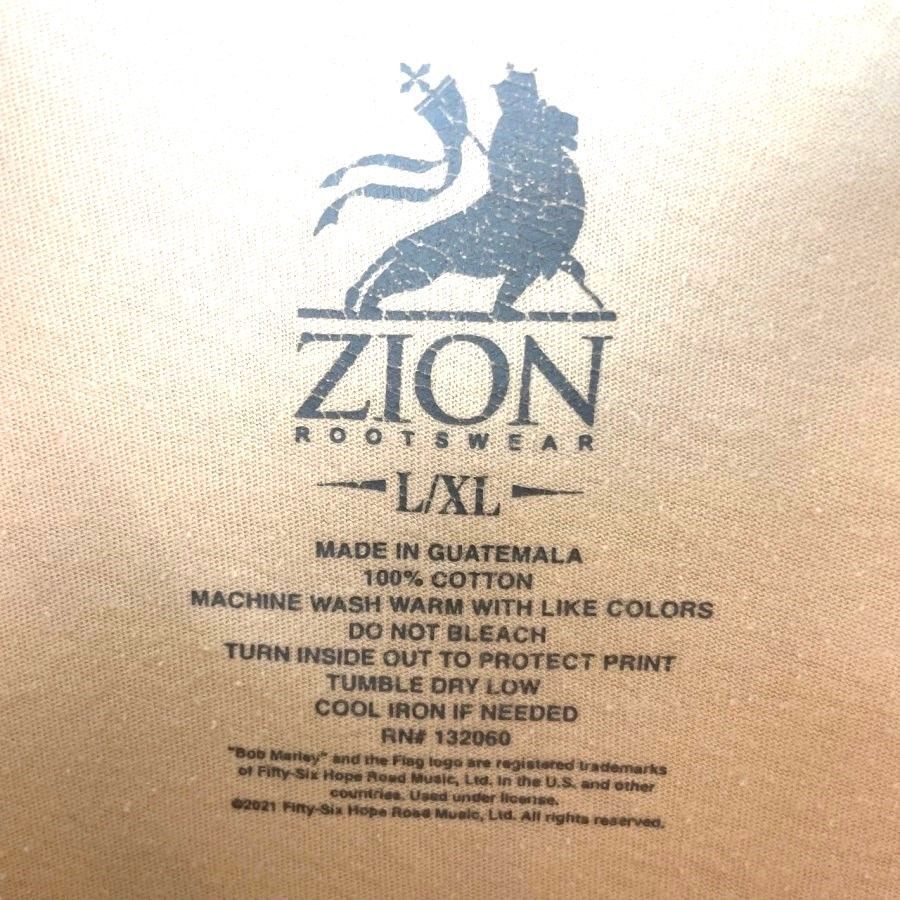 ZION
ROOTSWEAR
L/XL
MADE IN GUATEMALA
100% COTTON
MACHINE WASH WARM WITH LIKE COLORS
DO NOT BLEACH
TURN INSIDE OUT TO PROTECT PRINT
TUMBLE DRY LOW
COOL IRON IF NEEDED
RN# 132060
"Bob Marley" and the Flag logo are registered trademarks
of Fifty-Six Hope Road Music, Ltd. in the U.S. and other
countries. Used under license.
©2021 Fifty-Six Hope Road Music, Ltd. All rights reserved.